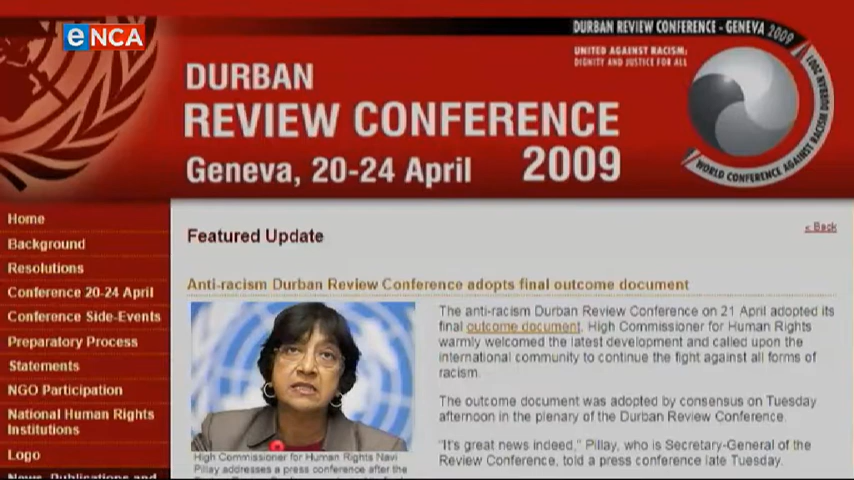 eNCA
DURBAN REVIEW CONFERENCE - GENEVA 2009
UNITED AGAINST RACISM:
DIGNITY AND JUSTICE FOR ALL
WORLD CONFERENCE AGAINST RACISM DURBAN 2001
DURBAN
REVIEW CONFERENCE
Geneva, 20-24 April 2009
Home
Background
Resolutions
Conference 20-24 April
Conference Side-Events
Preparatory Process
Statements
NGO Participation
National Human Rights
Institutions
Logo
News, Publications and
Featured Update
< Back
Anti-racism Durban Review Conference adopts final outcome document
The anti-racism Durban Review Conference on 21 April adopted its
final outcome document. High Commissioner for Human Rights
warmly welcomed the latest development and called upon the
international community to continue the fight against all forms of
racism.
The outcome document was adopted by consensus on Tuesday
afternoon in the plenary of the Durban Review Conference.
"It's great news indeed," Pillay, who is Secretary-General of the
Review Conference, told a press conference late Tuesday.
High Commissioner for Human Rights Navi
Pillay addresses a press conference after the